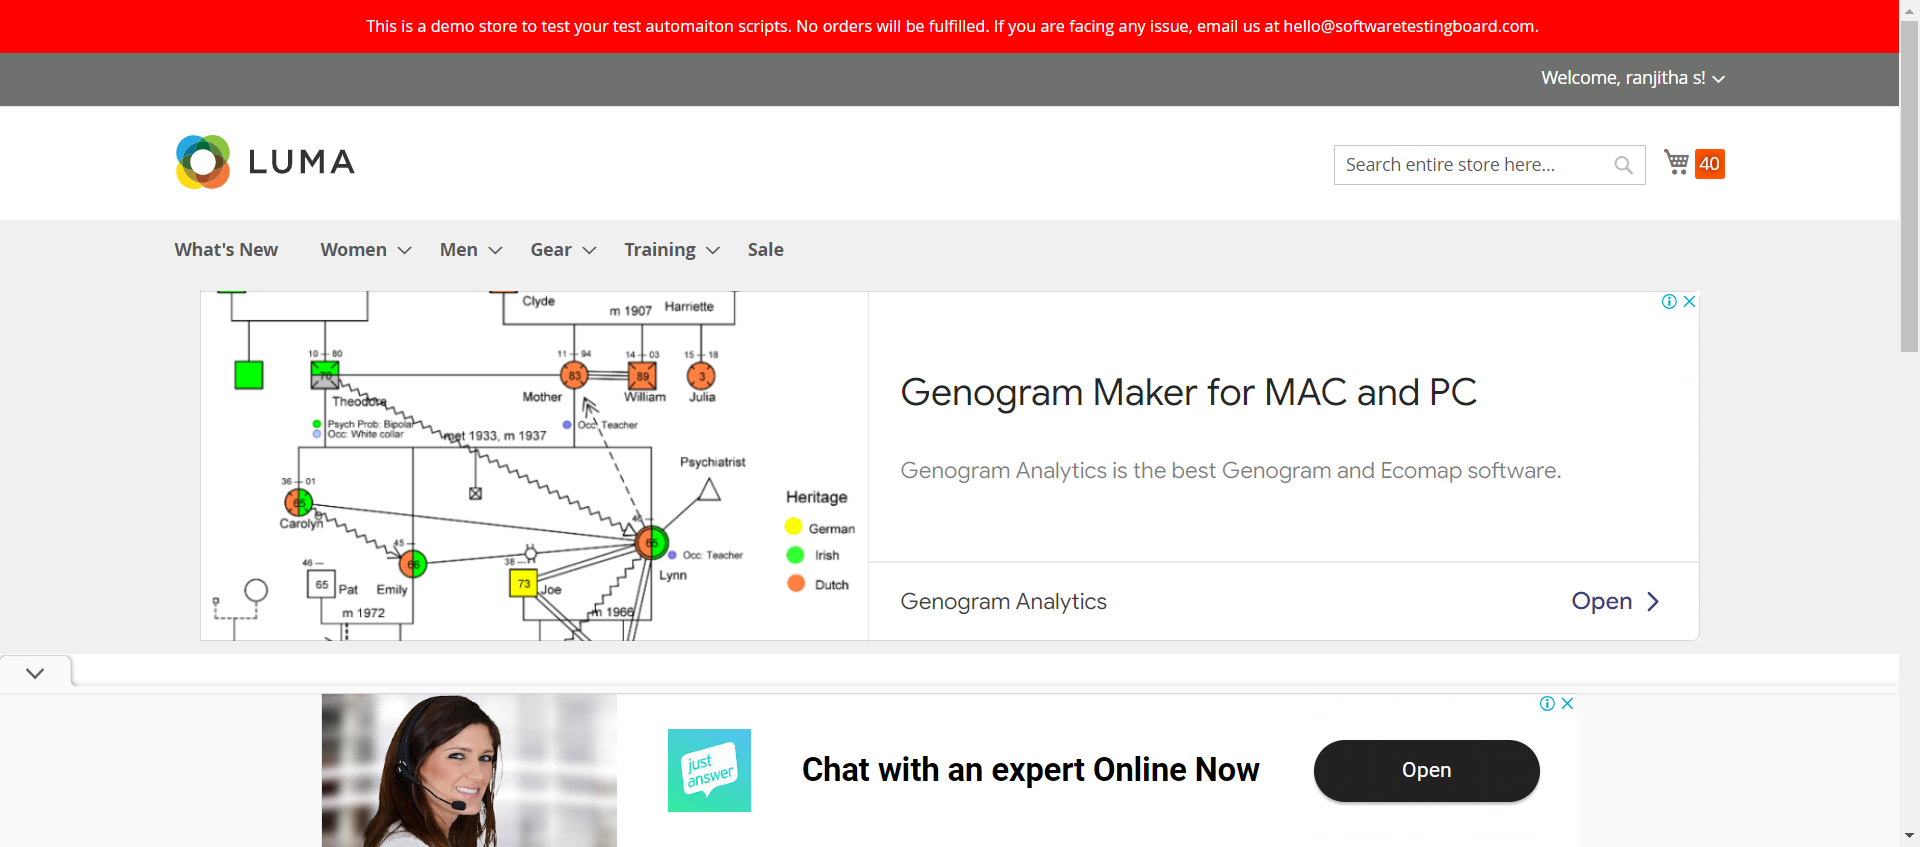 This is a demo store to test your test automaiton scripts. No orders will be fulfilled. If you are facing any issue, email us at hello@softwaretestingboard.com.
Welcome, ranjitha s!
LUMA
Search entire store here...
40
What's New Women Men Gear Training Sale
Clyde
m 1907
Harriette
10 — 80
11 — 94
14 — 03
15 — 18
83
89
3
Theodore
Mother
William
Julia
Psych Prob: Bipolar
Occ: White collar
met 1933, m 1937
Occ: Teacher
Psychiatrist
36 — 01
65
Carolyn
Heritage
German
Irish
Dutch
45 —
66
65
Occ: Teacher
Lynn
46 —
65
Pat
Emily
38 —
73
Joe
m 1972
m 1966
Genogram Maker for MAC and PC
Genogram Analytics is the best Genogram and Ecomap software.
Genogram Analytics
Open
just
answer
Chat with an expert Online Now
Open